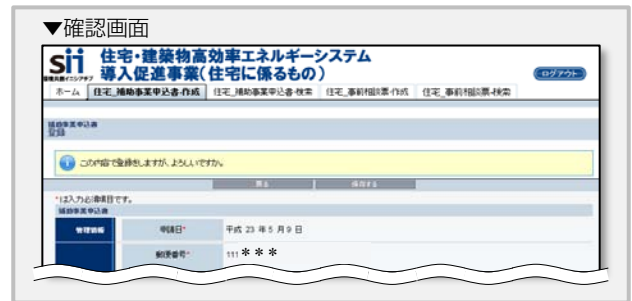 ▼確認画面
sii 住宅・建築物高効率エネルギーシステム
導入促進事業(住宅に係るもの)
ログアウト
ホーム 住宅_補助事業申込書-作成 住宅_補助事業申込書-検索 住宅_事前相談票-作成 住宅_事前相談票-検索
補助事業申込書
登録
この内容で登録をしますが、よろしいですか。
戻る 保存する
*は入力必須項目です。
補助事業申込書
管理情報 申請日* 平成 23 年 5 月 9 日
郵便番号* 111 ***